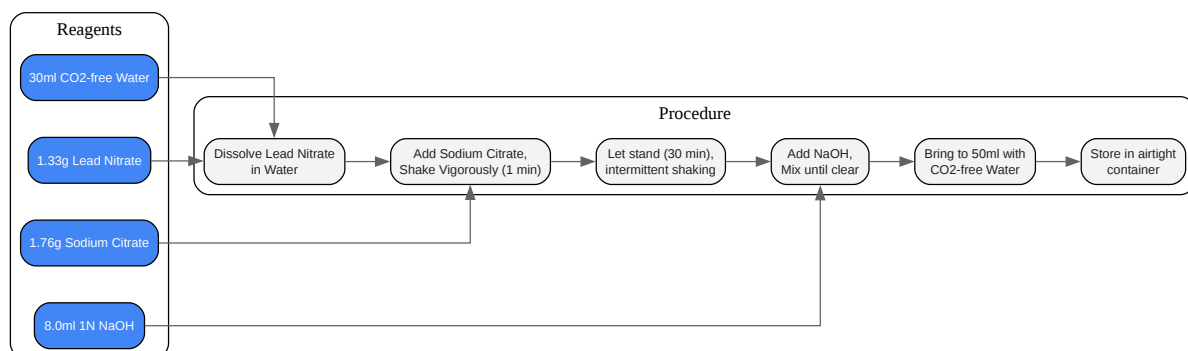 Reagents
30ml CO2-free Water
1.33g Lead Nitrate
1.76g Sodium Citrate
8.0ml 1N NaOH
Procedure
Dissolve Lead Nitrate
in Water
Add Sodium Citrate,
Shake Vigorously (1 min)
Let stand (30 min),
intermittent shaking
Add NaOH,
Mix until clear
Bring to 50ml with
CO2-free Water
Store in airtight
container